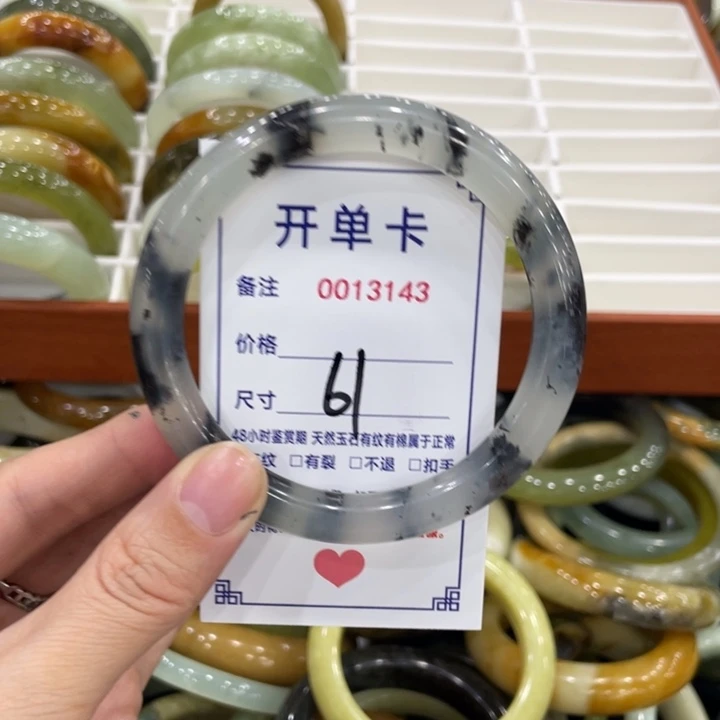 开单卡
备注 0013143
价格
尺寸 61
48小时鉴赏期 天然玉石有纹有棉属于正常
纹 □有裂 □不退 □扣手